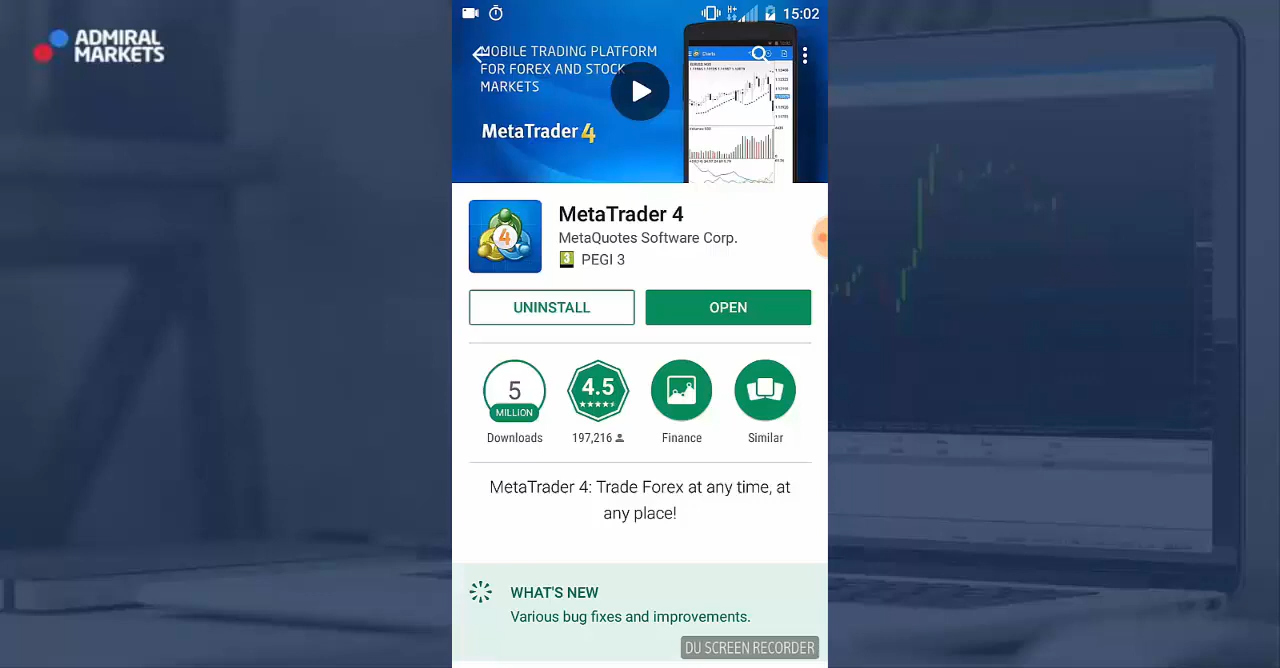 ADMIRAL
MARKETS
15:02
MOBILE TRADING PLATFORM
FOR FOREX AND STOCK
MARKETS
MetaTrader 4
MetaTrader 4
MetaQuotes Software Corp.
3 PEGI 3
UNINSTALL
OPEN
5
MILLION
4.5
Downloads
197,216
Finance
Similar
MetaTrader 4: Trade Forex at any time, at
any place!
WHAT'S NEW
Various bug fixes and improvements.
DU SCREEN RECORDER